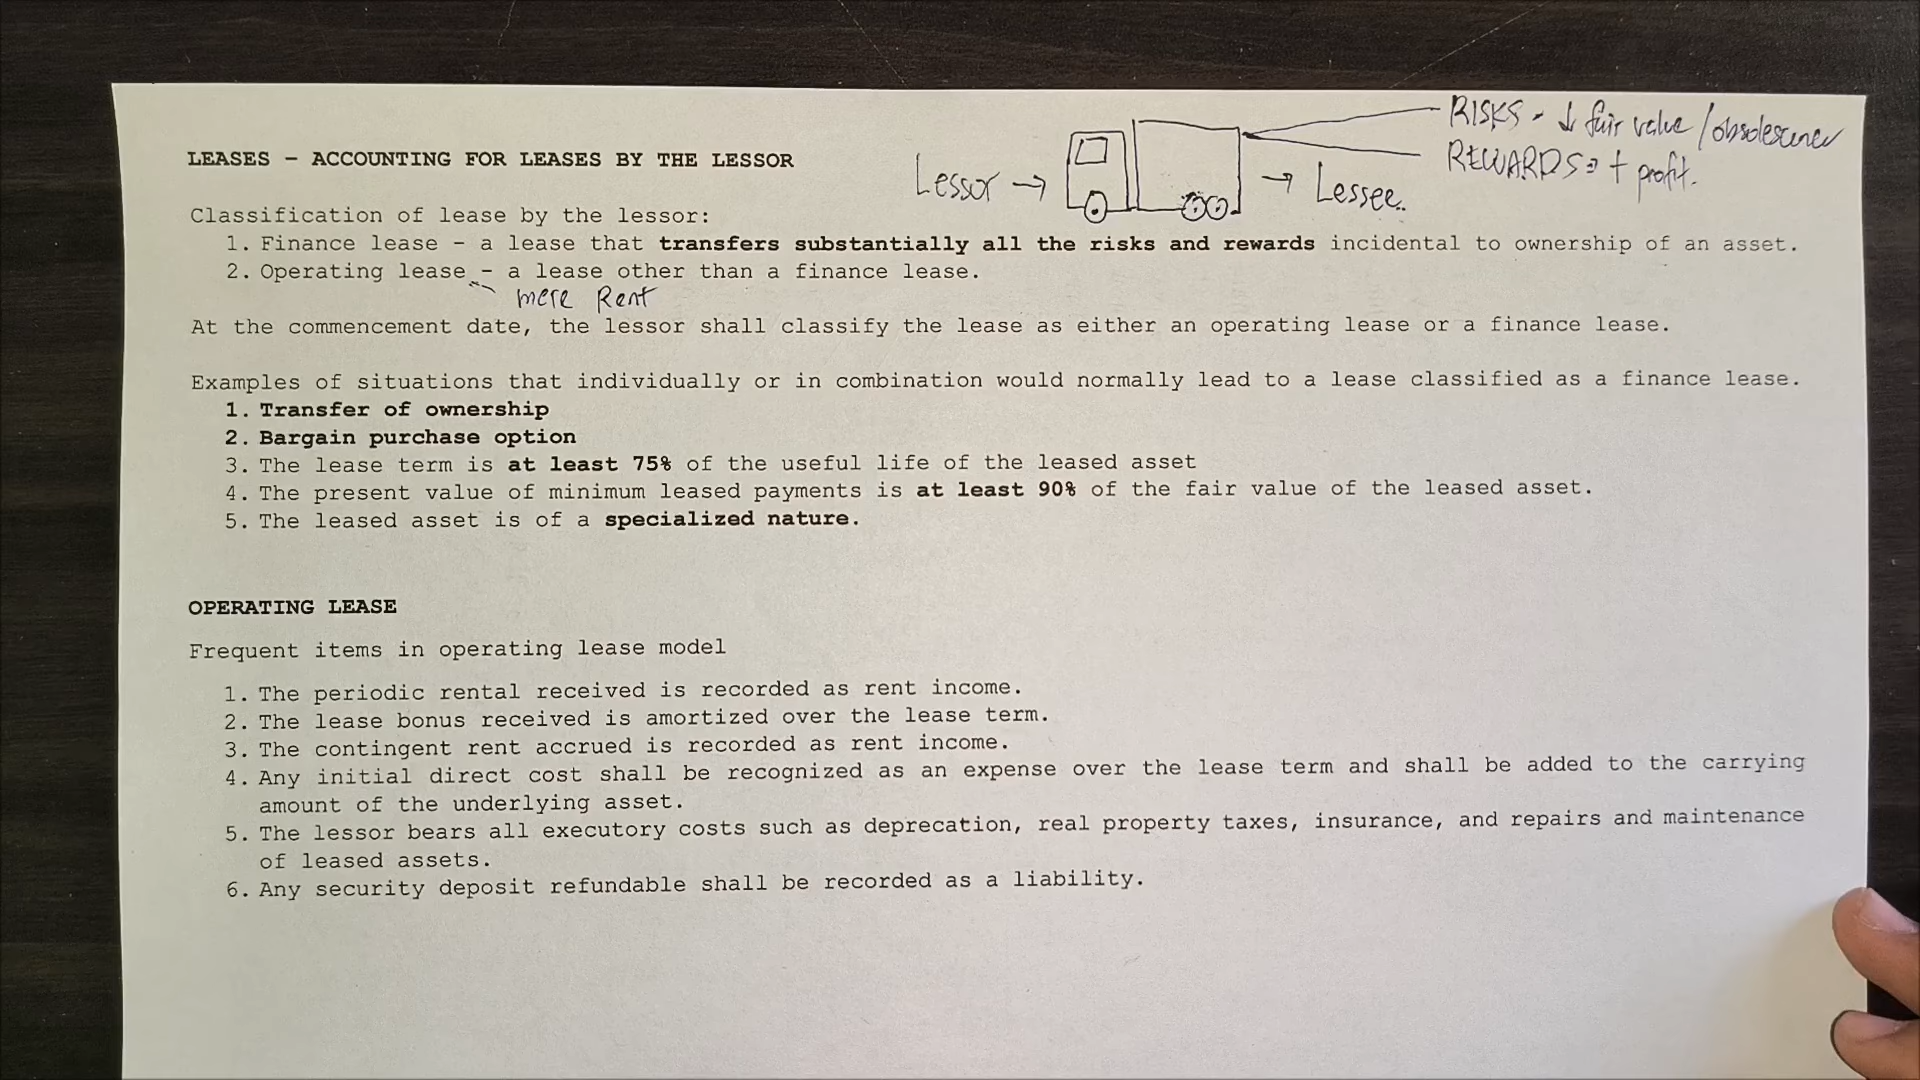 RISKS - ↓ fair value / obsolescence
REWARDS = + profit.
LEASES – ACCOUNTING FOR LEASES BY THE LESSOR
Lessor → → Lessee..
Classification of lease by the lessor:
1. Finance lease – a lease that transfers substantially all the risks and rewards incidental to ownership of an asset.
2. Operating lease – a lease other than a finance lease.
mere Rent
At the commencement date, the lessor shall classify the lease as either an operating lease or a finance lease.
Examples of situations that individually or in combination would normally lead to a lease classified as a finance lease.
1. Transfer of ownership
2. Bargain purchase option
3. The lease term is at least 75% of the useful life of the leased asset
4. The present value of minimum leased payments is at least 90% of the fair value of the leased asset.
5. The leased asset is of a specialized nature.
OPERATING LEASE
Frequent items in operating lease model
1. The periodic rental received is recorded as rent income.
2. The lease bonus received is amortized over the lease term.
3. The contingent rent accrued is recorded as rent income.
4. Any initial direct cost shall be recognized as an expense over the lease term and shall be added to the carrying
amount of the underlying asset.
5. The lessor bears all executory costs such as deprecation, real property taxes, insurance, and repairs and maintenance
of leased assets.
6. Any security deposit refundable shall be recorded as a liability.